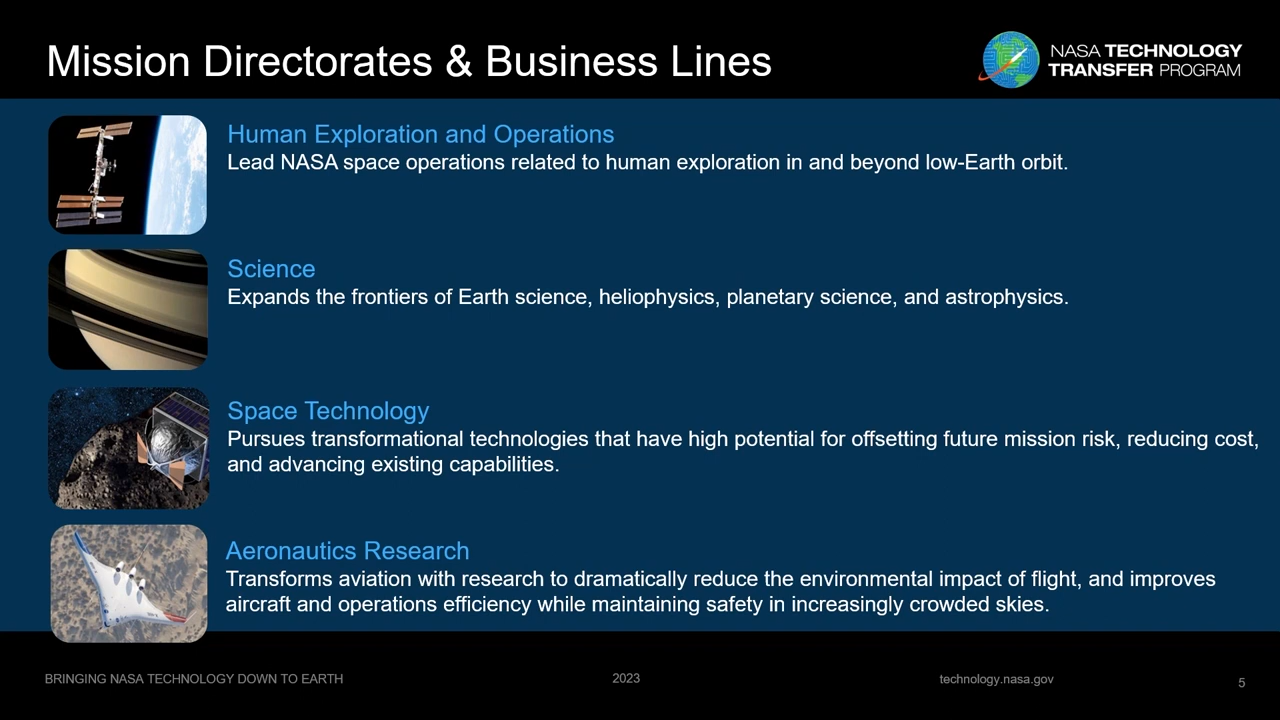 Mission Directorates & Business Lines
NASA TECHNOLOGY
TRANSFER PROGRAM
Human Exploration and Operations
Lead NASA space operations related to human exploration in and beyond low-Earth orbit.
Science
Expands the frontiers of Earth science, heliophysics, planetary science, and astrophysics.
Space Technology
Pursues transformational technologies that have high potential for offsetting future mission risk, reducing cost,
and advancing existing capabilities.
Aeronautics Research
Transforms aviation with research to dramatically reduce the environmental impact of flight, and improves
aircraft and operations efficiency while maintaining safety in increasingly crowded skies.
BRINGING NASA TECHNOLOGY DOWN TO EARTH
2023
technology.nasa.gov
5